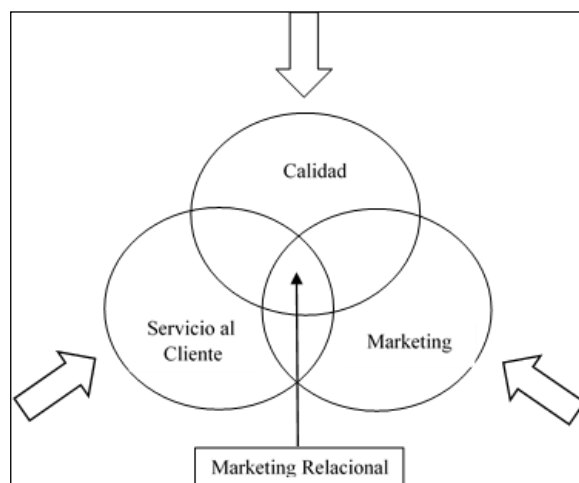 Calidad
Servicio al
Cliente
Marketing
Marketing Relacional